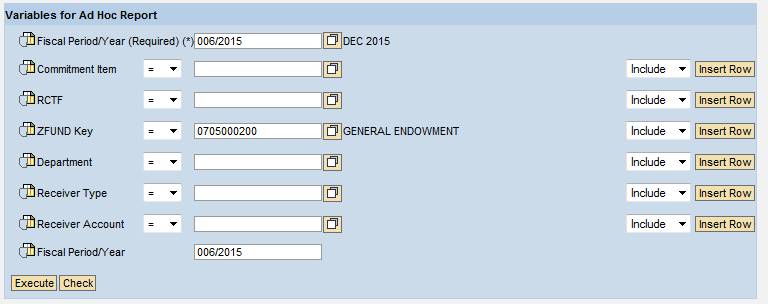 Variables for Ad Hoc Report
Fiscal Period/Year (Required) (*) 006/2015 DEC 2015
Commitment Item = Include Insert Row
RCTF = Include Insert Row
ZFUND Key = 0705000200 GENERAL ENDOWMENT Include Insert Row
Department = Include Insert Row
Receiver Type = Include Insert Row
Receiver Account = Include Insert Row
Fiscal Period/Year 006/2015
Execute Check